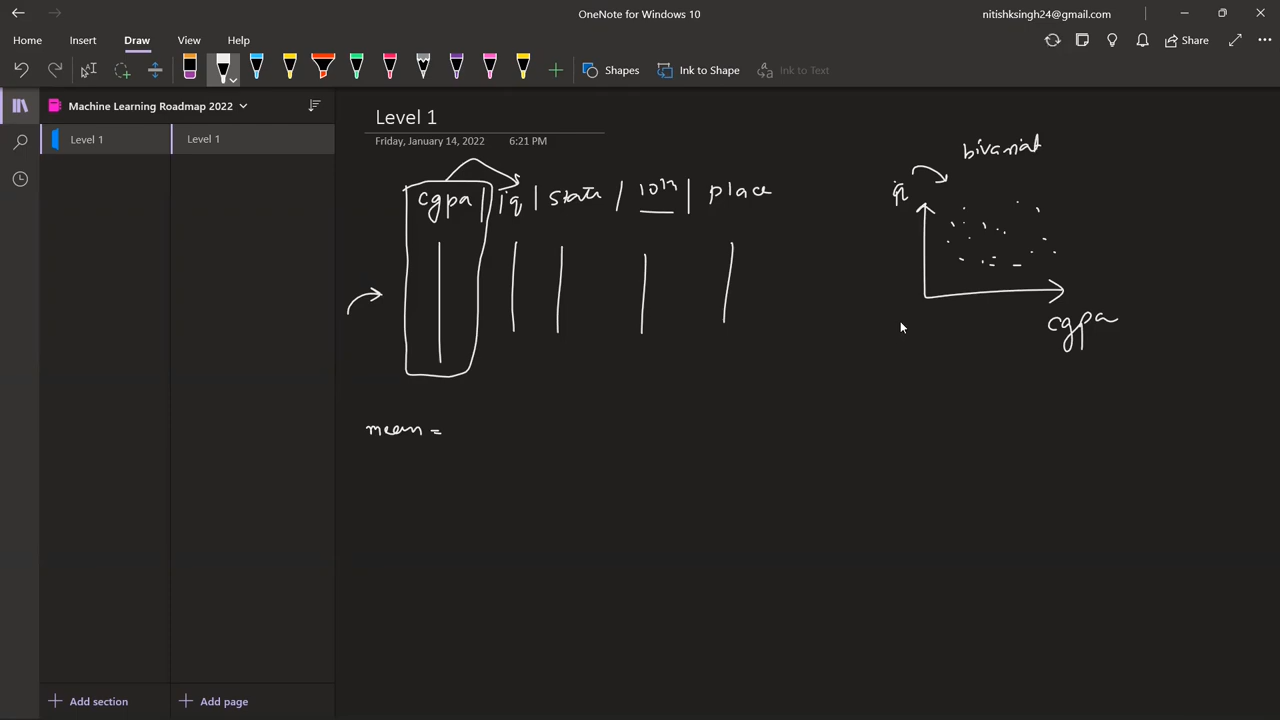 OneNote for Windows 10
nitishksingh24@gmail.com
Home Insert Draw View Help
Share
Shapes Ink to Shape Ink to Text
Machine Learning Roadmap 2022
Level 1
Level 1
Level 1
Friday, January 14, 2022 6:21 PM
cgpa | iq | state / 10th | place
mean =
bivariat
iq
cgpa
Add section
Add page